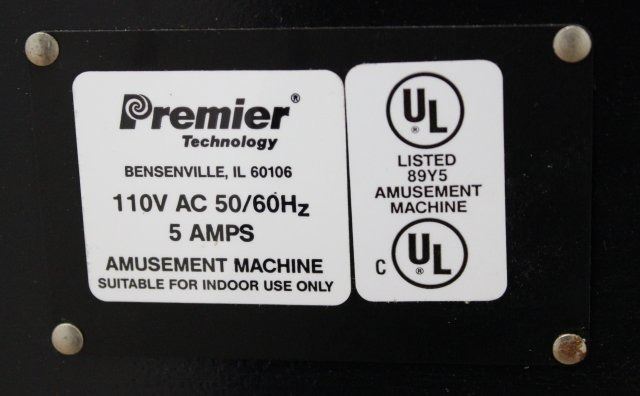 Premier®
Technology
BENSENVILLE, IL 60106
110V AC 50/60Hz
5 AMPS
AMUSEMENT MACHINE
SUITABLE FOR INDOOR USE ONLY
UL®
LISTED
89Y5
AMUSEMENT
MACHINE
C UL®